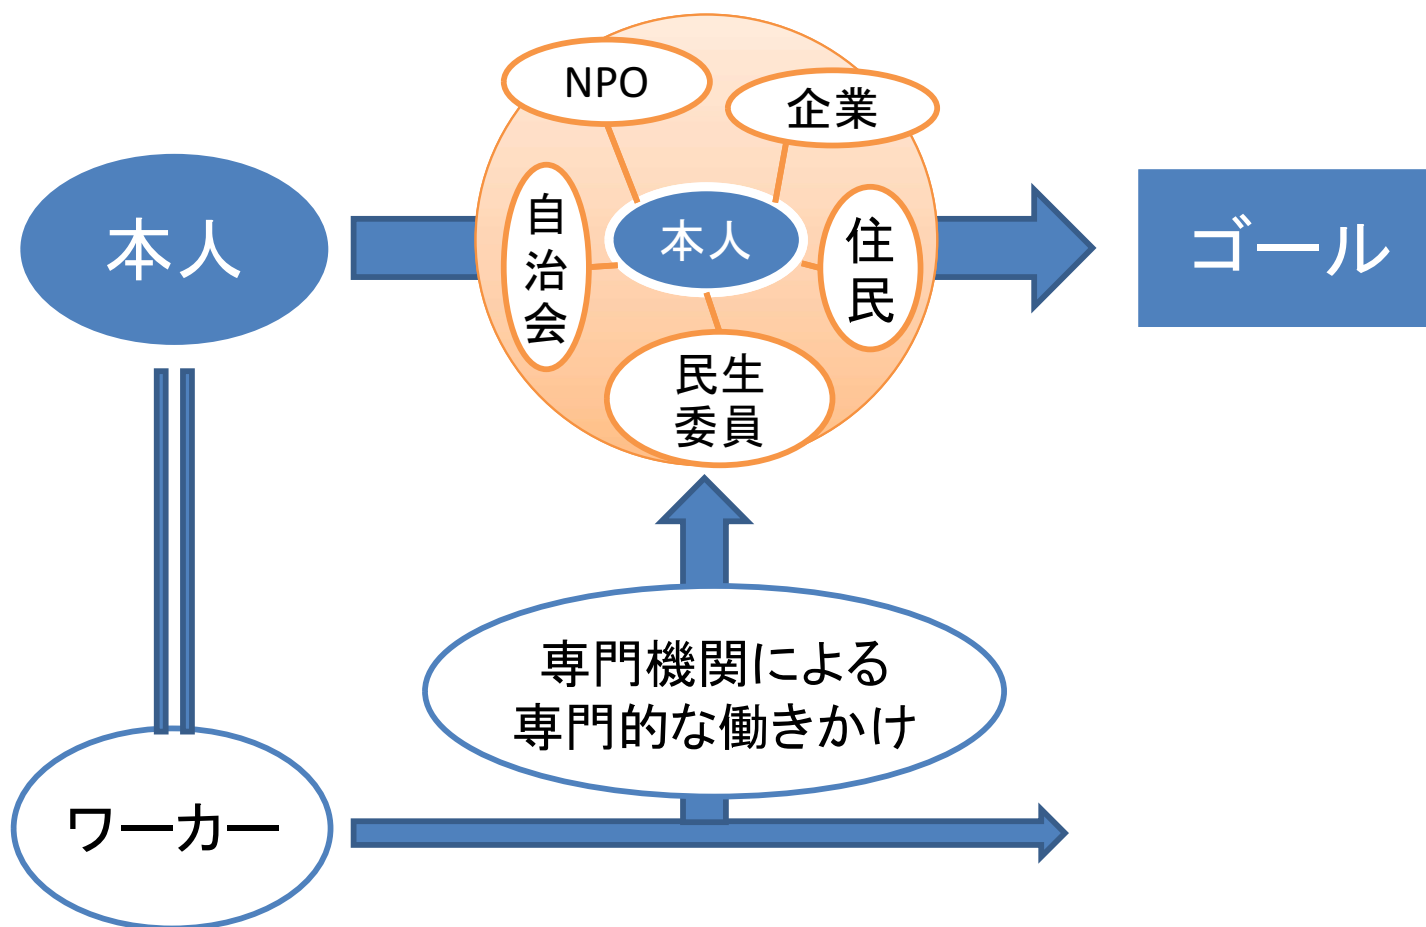 NPO
企業
本人
自治会
本人
住民
ゴール
民生
委員
専門機関による
専門的な働きかけ
ワーカー